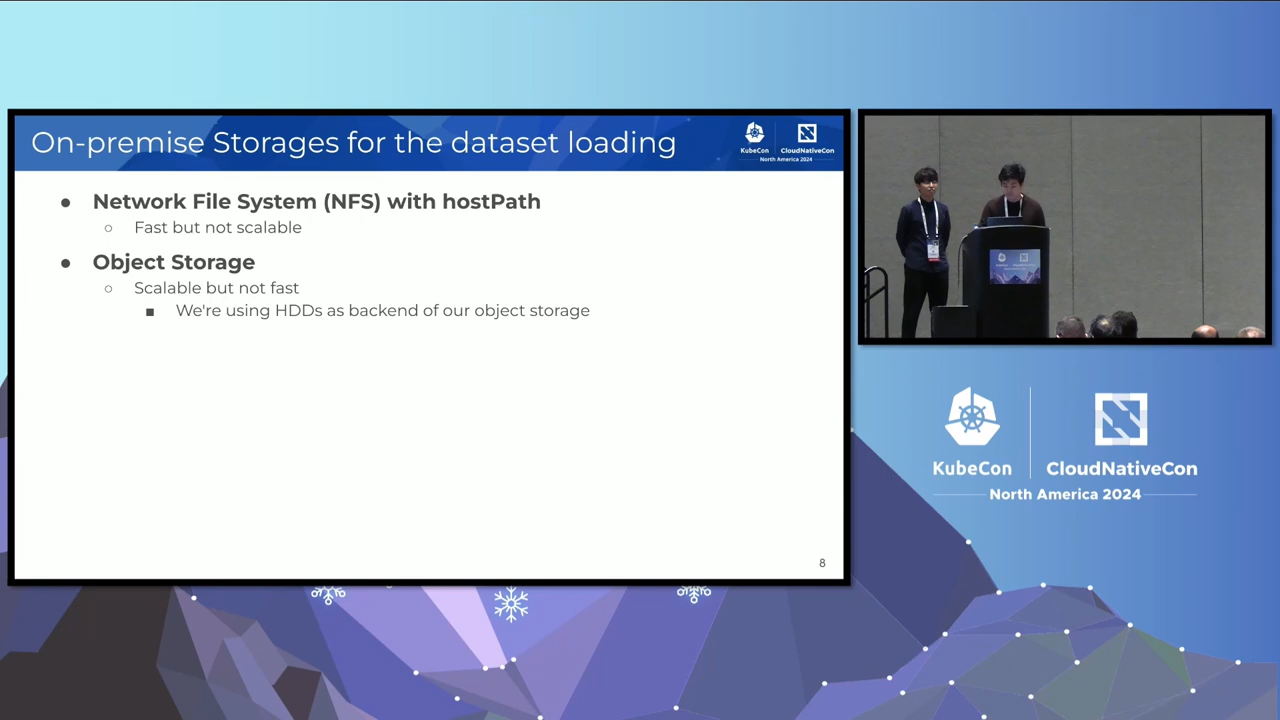 On-premise Storages for the dataset loading
KubeCon
CloudNativeCon
North America 2024
● Network File System (NFS) with hostPath
○ Fast but not scalable
● Object Storage
○ Scalable but not fast
■ We're using HDDs as backend of our object storage
8
KubeCon
CloudNativeCon
North America 2024